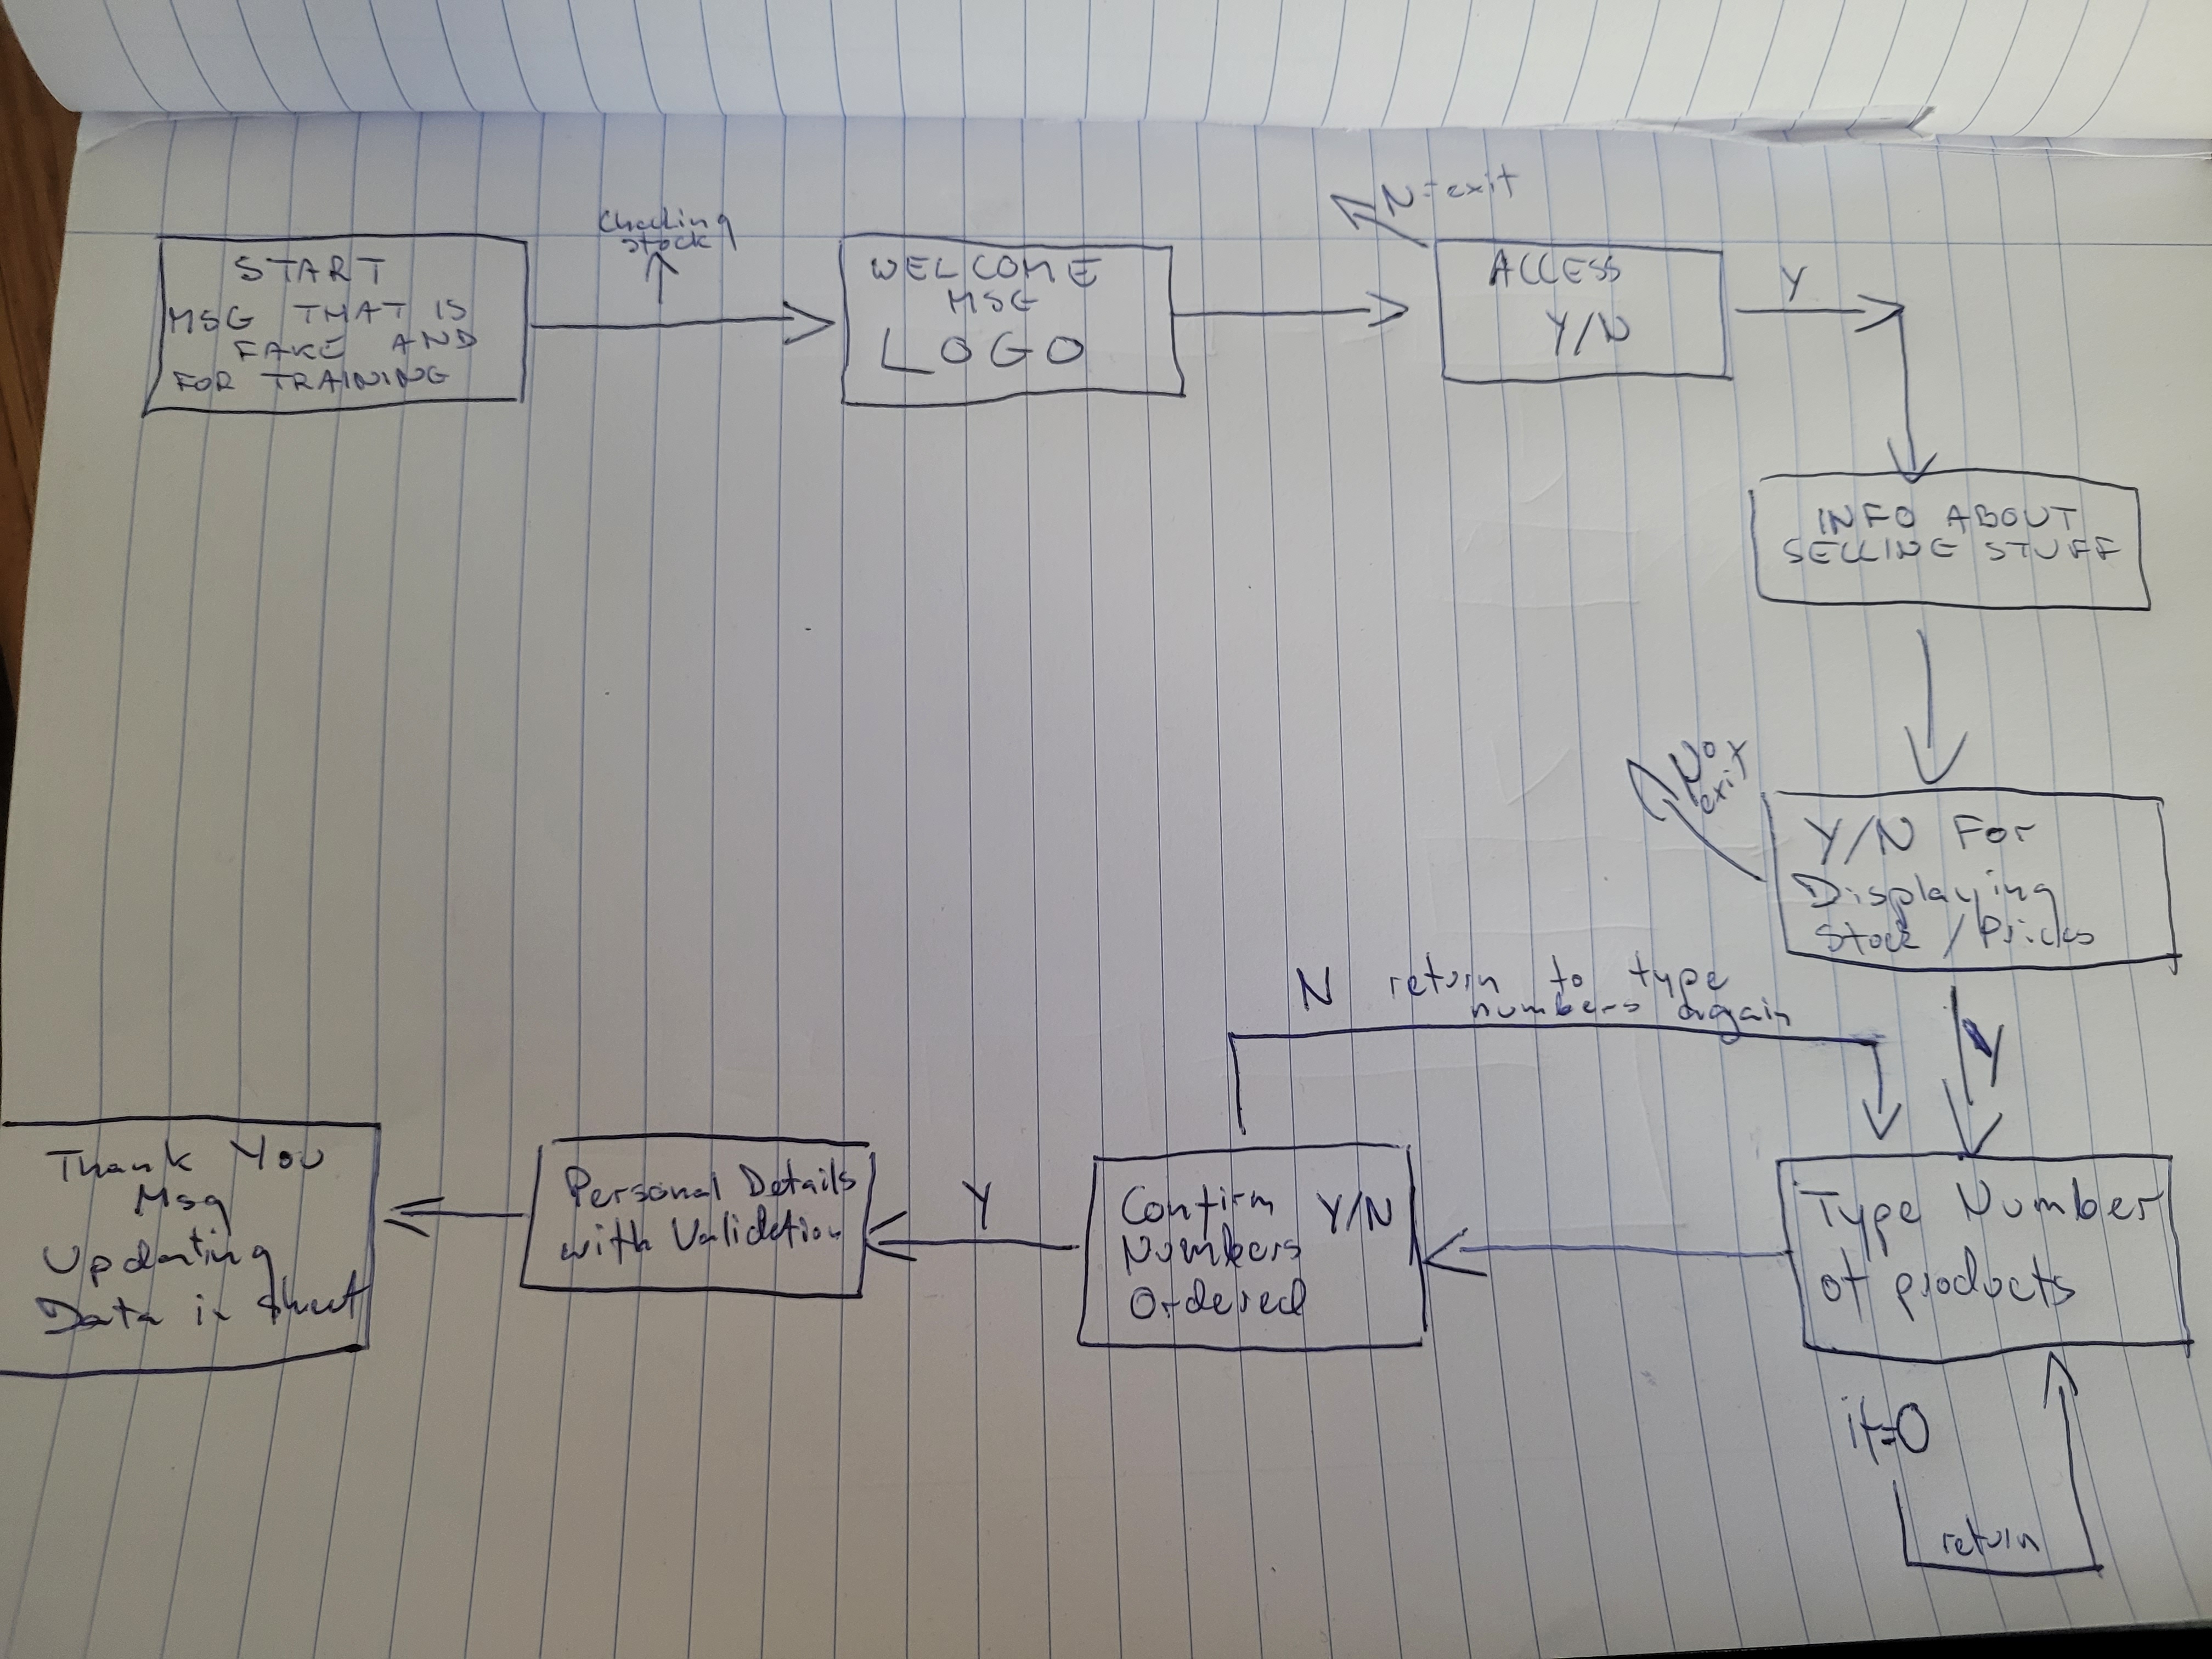 START
MSG THAT IS
FAKE AND
FOR TRAINING
Checking
stock
WELCOME
MSG
LOGO
N=exit
ACCESS
Y/N
Y
INFO ABOUT
SELLING STUFF
No
exit
Y/N For
Displaying
Stock / Prices
Y
N return to type
numbers again
Type Number
of products
if=0
return
Confirm Y/N
Numbers
Ordered
Y
Personal Details
with Validation
Thank You
Msg
Updating
Data in sheet